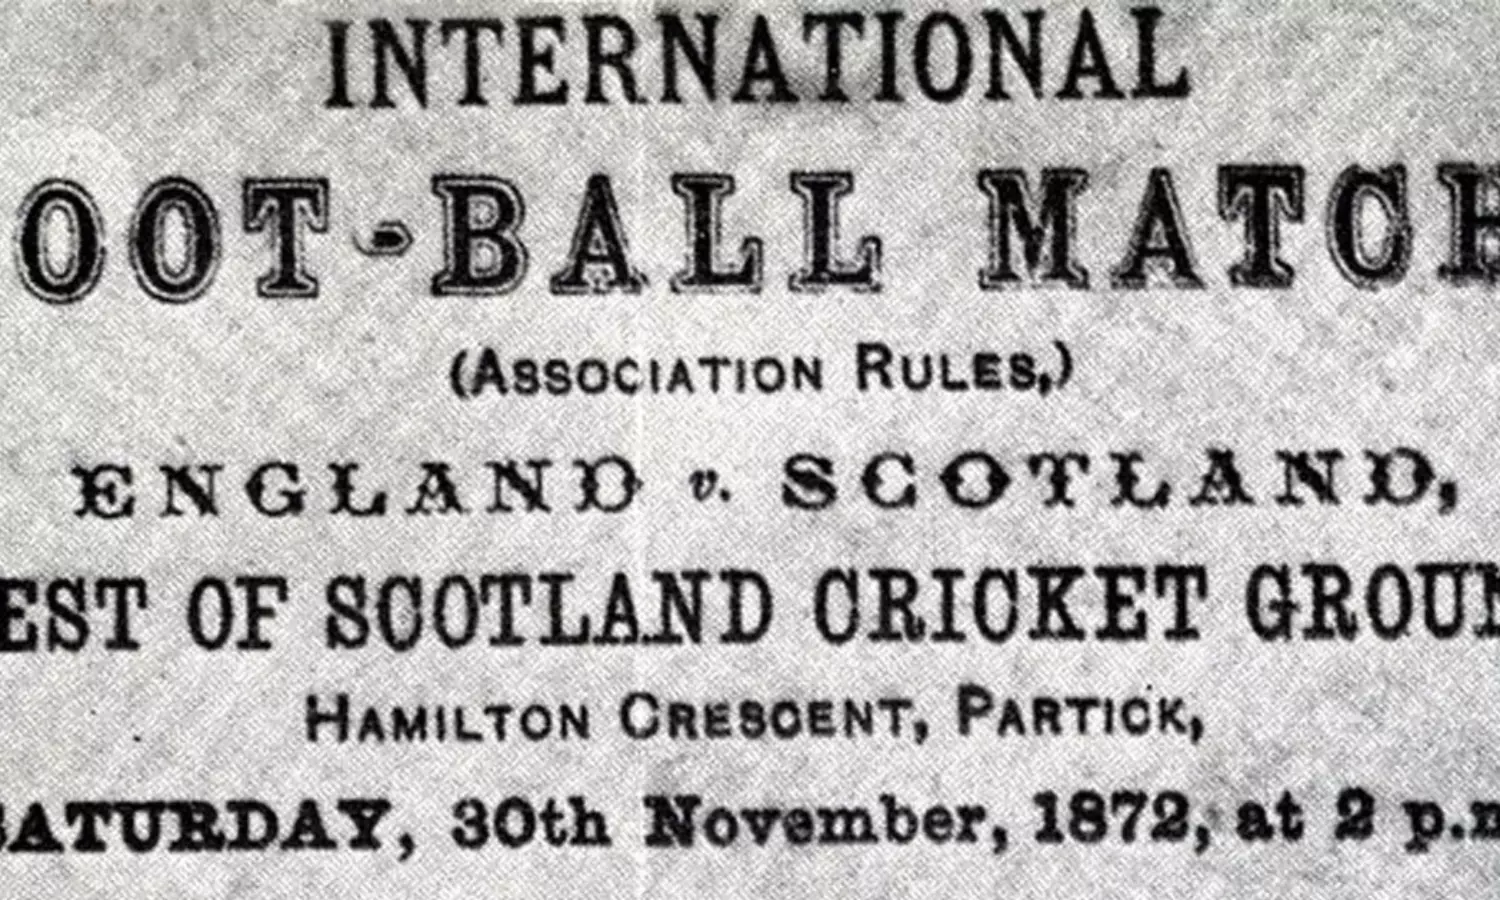 INTERNATIONAL
OOT-BALL MATCH
(ASSOCIATION RULES,)
ENGLAND v. SCOTLAND,
EST OF SCOTLAND CRICKET GROUN
HAMILTON CRESCENT, PARTICK,
SATURDAY, 30th November, 1872, at 2 p.m